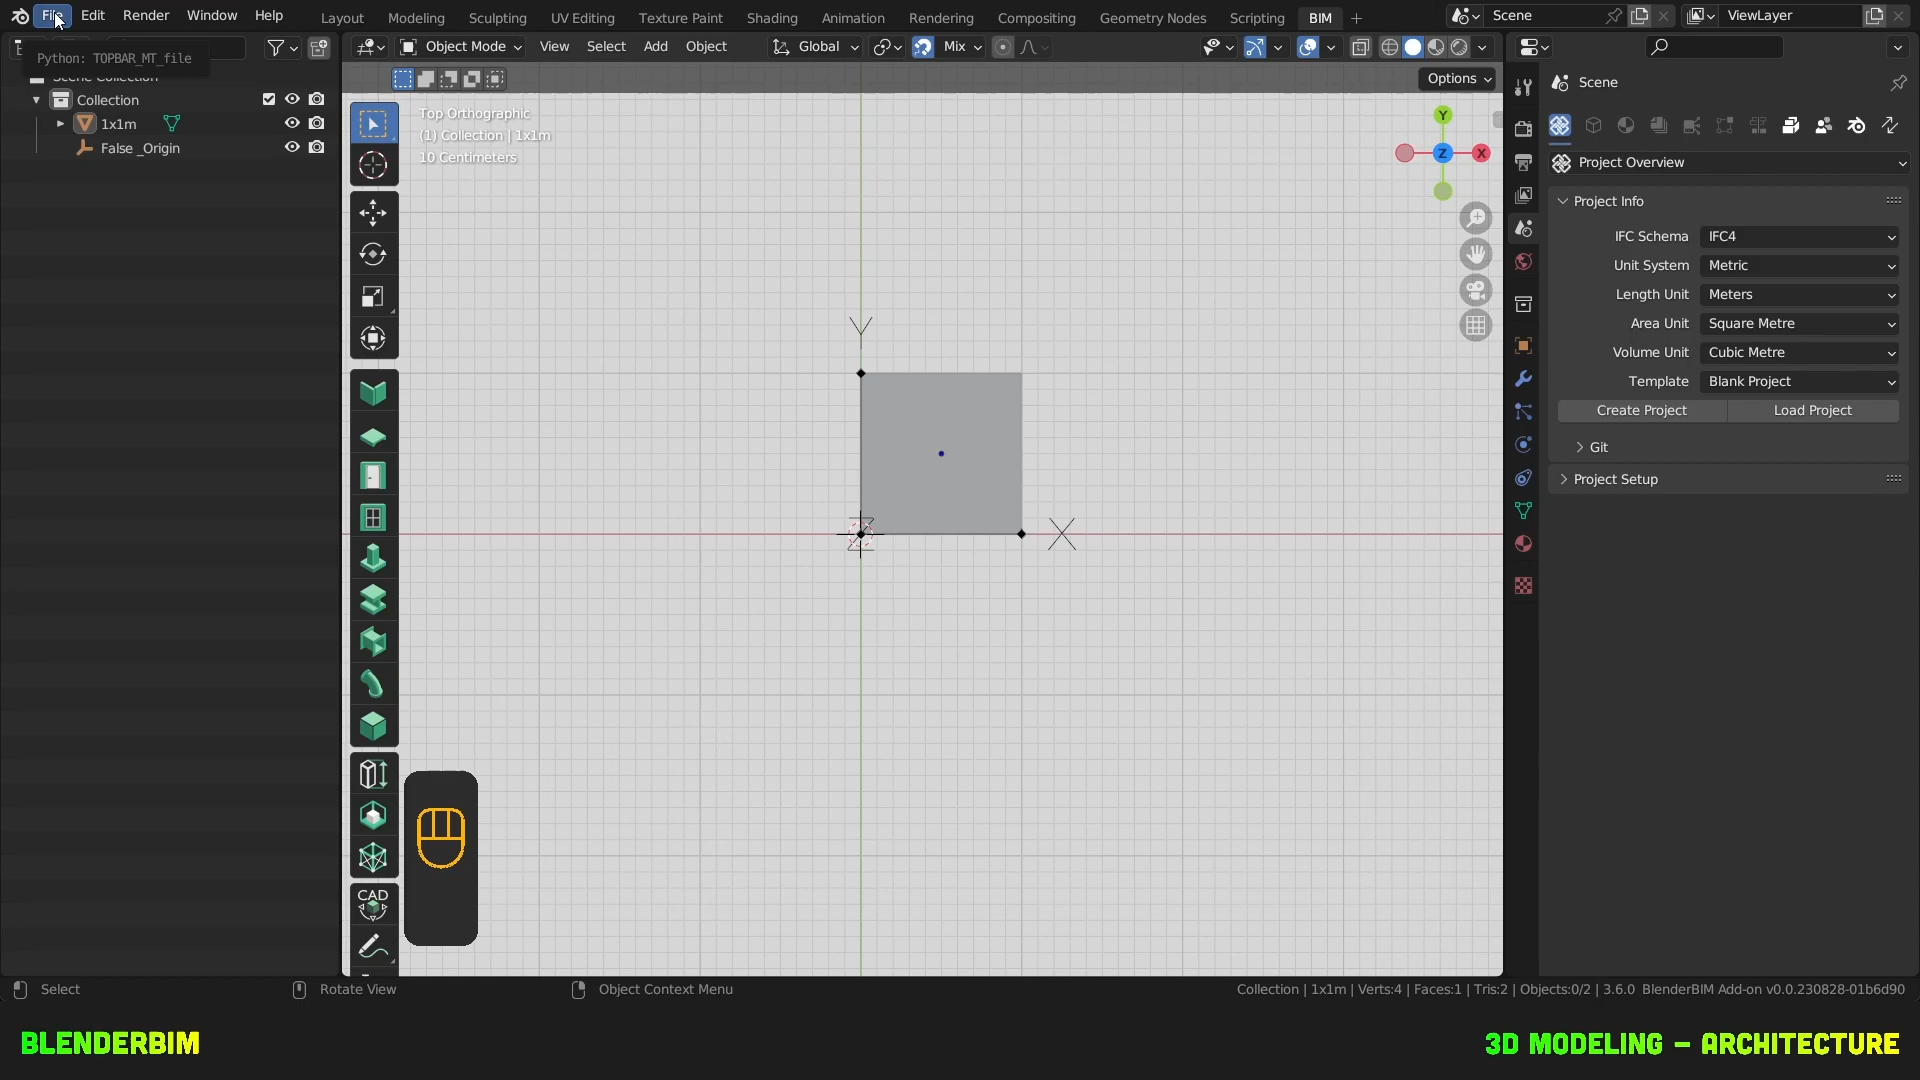 File Edit Render Window Help Layout Modeling Sculpting UV Editing Texture Paint Shading Animation Rendering Compositing Geometry Nodes Scripting BIM + Scene ViewLayer
Object Mode View Select Add Object Global Mix
Python: TOPBAR_MT_file
Collection
1x1m
False _Origin
Options
Top Orthographic
(1) Collection | 1x1m
10 Centimeters
Y
X
Z
Y
X
CAD
Scene
Project Overview
Project Info
IFC Schema IFC4
Unit System Metric
Length Unit Meters
Area Unit Square Metre
Volume Unit Cubic Metre
Template Blank Project
Create Project Load Project
Git
Project Setup
Select Rotate View Object Context Menu Collection | 1x1m | Verts:4 | Faces:1 | Tris:2 | Objects:0/2 | 3.6.0 BlenderBIM Add-on v0.0.230828-01b6d90
BLENDERBIM
3D MODELING - ARCHITECTURE